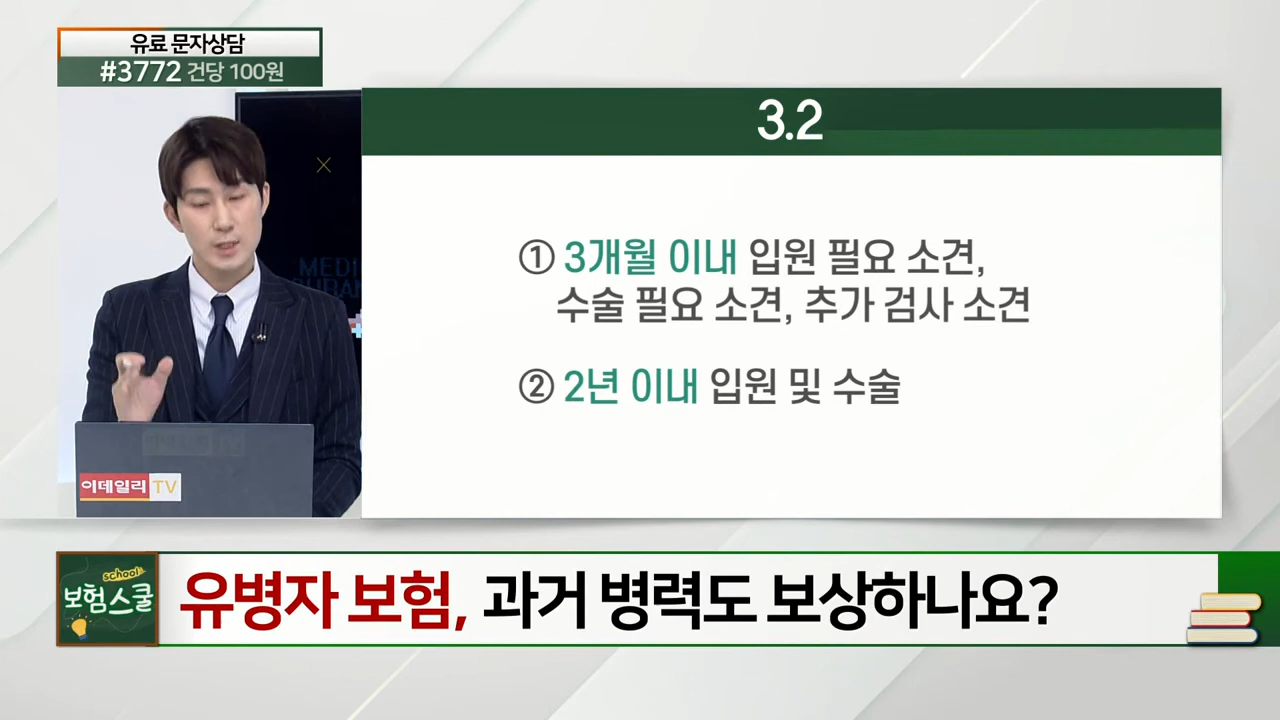 유료 문자상담
#3772 건당 100원
3.2
① 3개월 이내 입원 필요 소견,
수술 필요 소견, 추가 검사 소견
② 2년 이내 입원 및 수술
이데일리 TV
school
보험스쿨
유병자 보험, 과거 병력도 보상하나요?